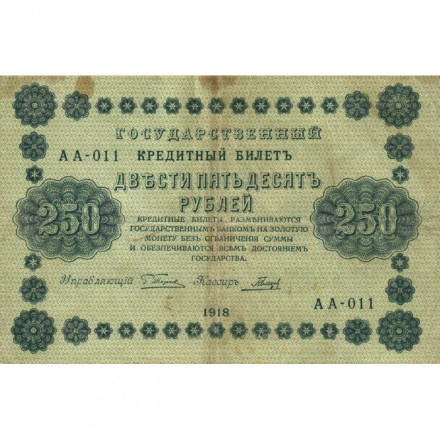 ГОСУДАРСТВЕННЫЙ
АА-011 КРЕДИТНЫЙ БИЛЕТЪ
ДВѢСТИ ПЯТЬДЕСЯТЪ
250 РУБЛЕЙ 250
КРЕДИТНЫЕ БИЛЕТЫ РАЗМѢНИВАЮТСЯ
ГОСУДАРСТВЕННЫМЪ БАНКОМЪ НА ЗОЛОТУЮ
МОНЕТУ БЕЗЪ ОГРАНИЧЕНІЯ СУММЫ
И ОБЕЗПЕЧИВАЮТСЯ ВСѢМЪ ДОСТОЯНІЕМЪ
ГОСУДАРСТВА.
Управляющій Кассиръ
АА-011
1918